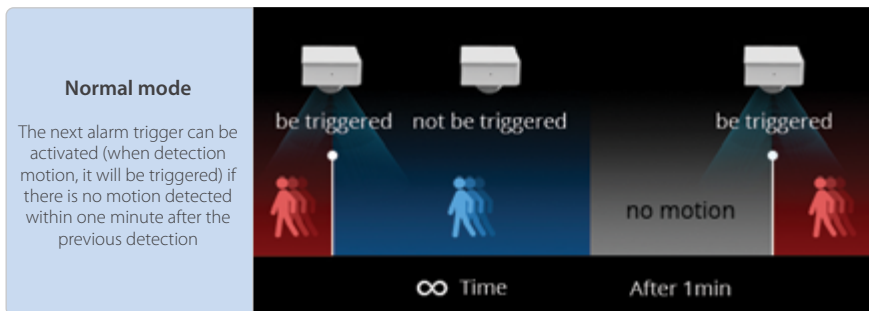 Normal mode
The next alarm trigger can be
activated (when detection
motion, it will be triggered) if
there is no motion detected
within one minute after the
previous detection
be triggered
not be triggered
be triggered
no motion
∞ Time
After 1min